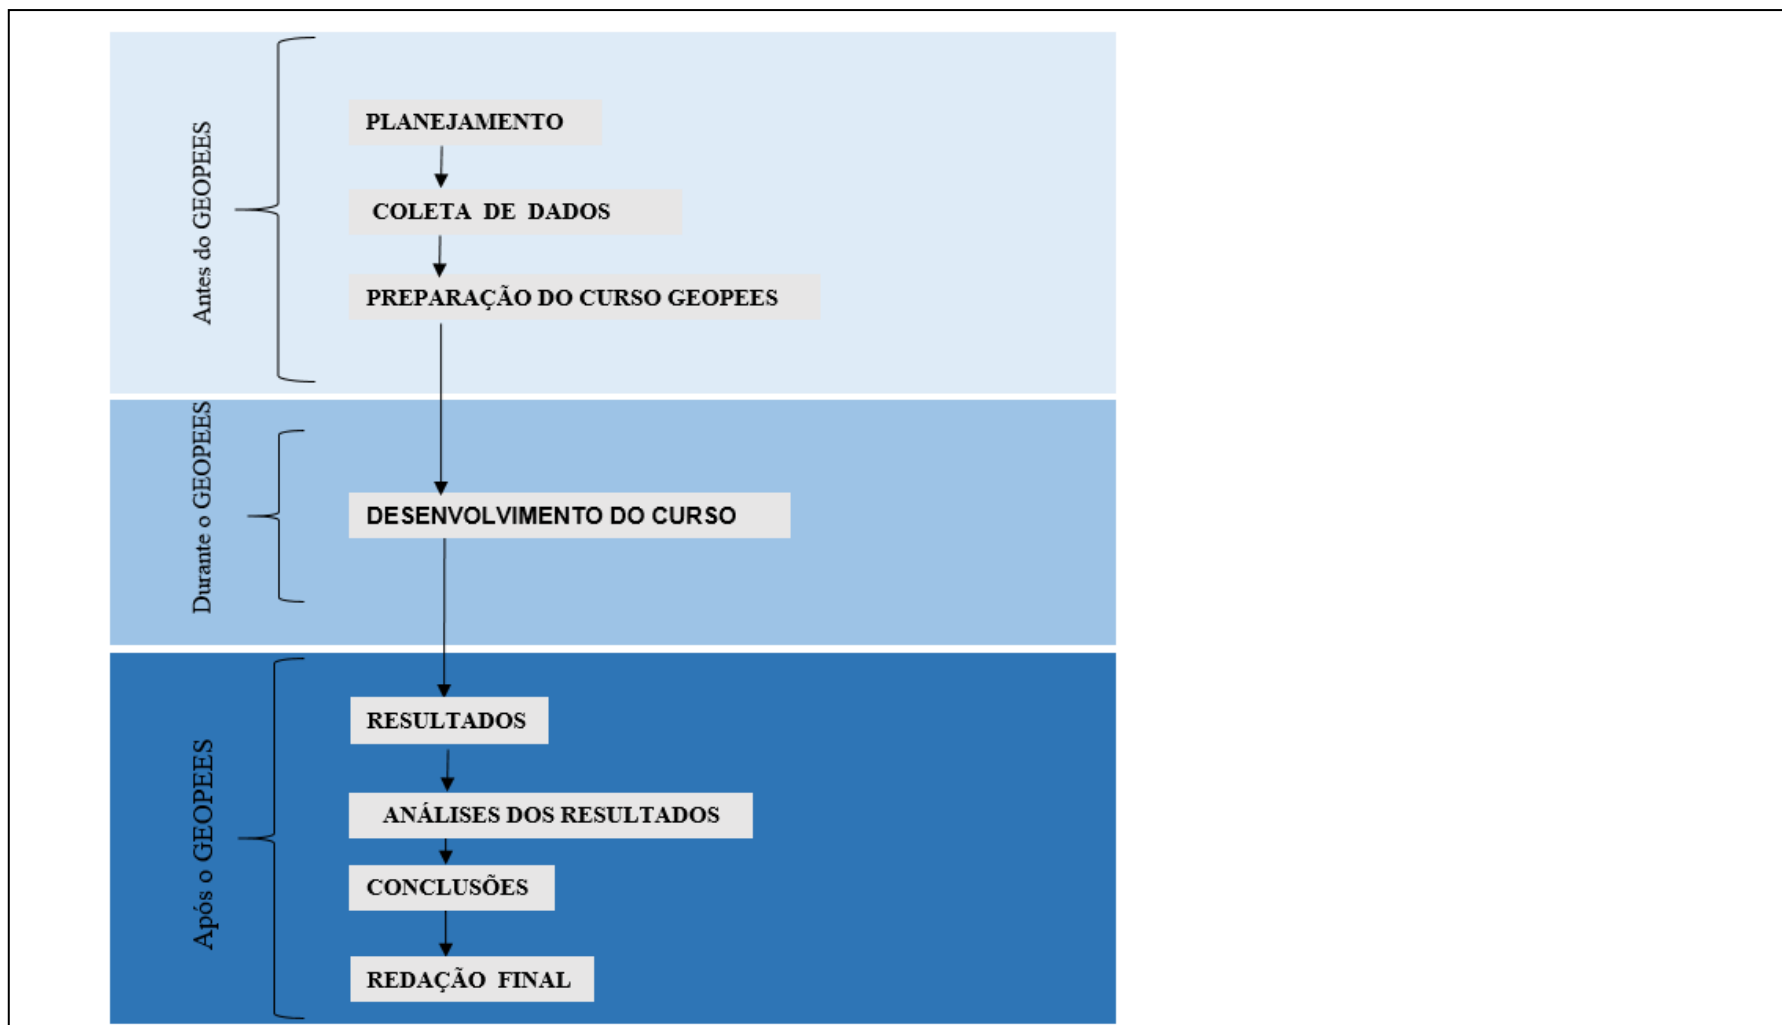 Antes do GEOPEES
PLANEJAMENTO
COLETA DE DADOS
PREPARAÇÃO DO CURSO GEOPEES
Durante o GEOPEES
DESENVOLVIMENTO DO CURSO
Após o GEOPEES
RESULTADOS
ANÁLISES DOS RESULTADOS
CONCLUSÕES
REDAÇÃO FINAL